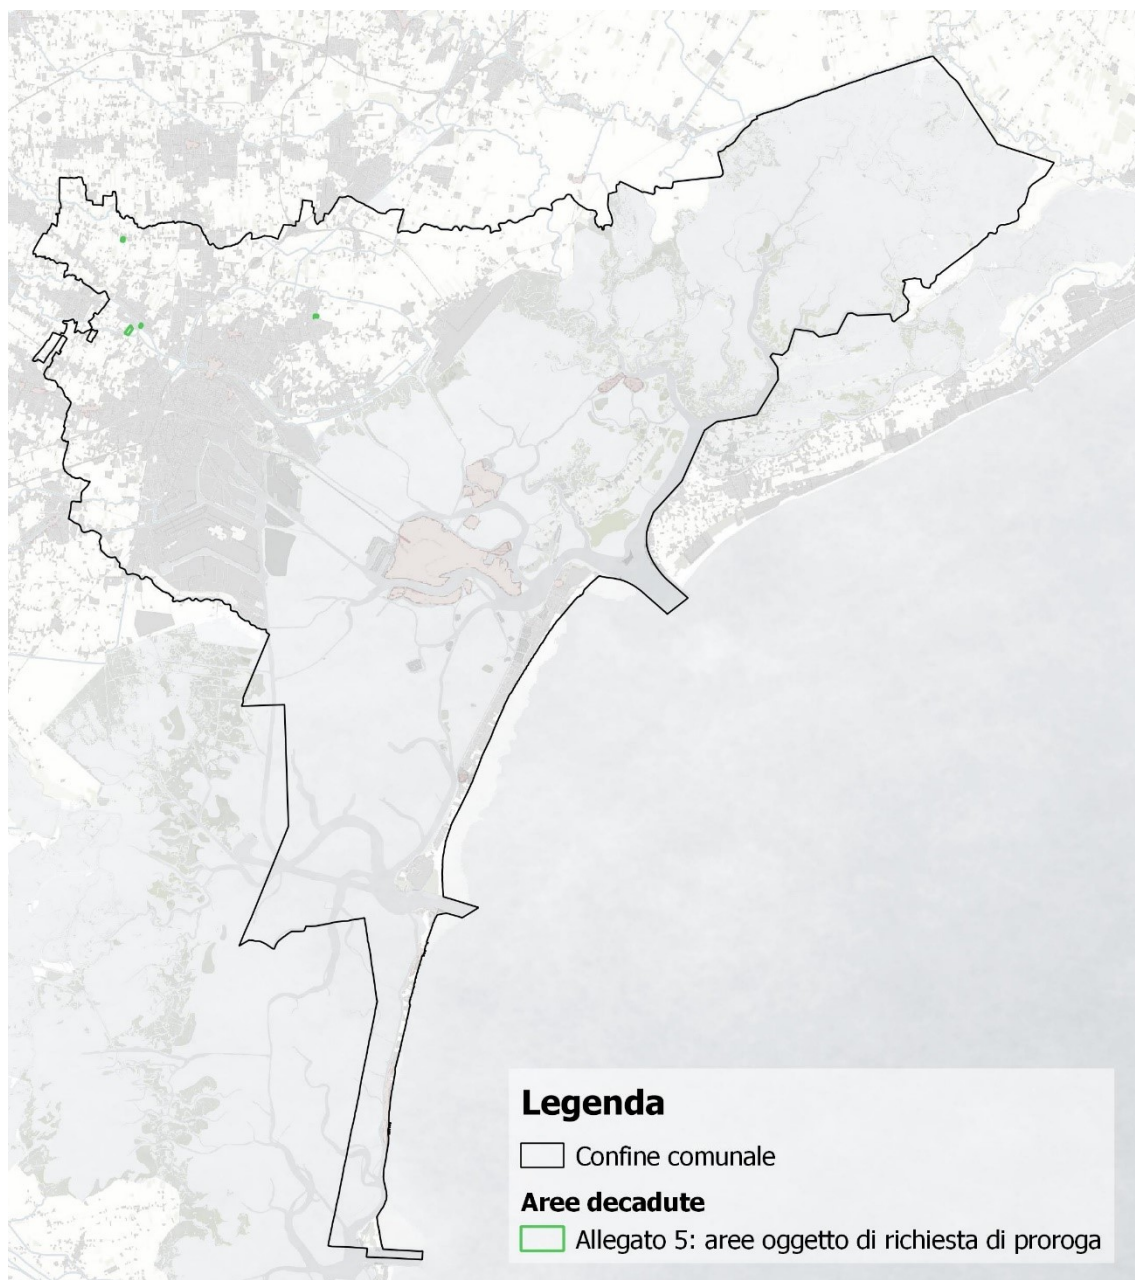 Legenda
Confine comunale
Aree decadute
Allegato 5: aree oggetto di richiesta di proroga